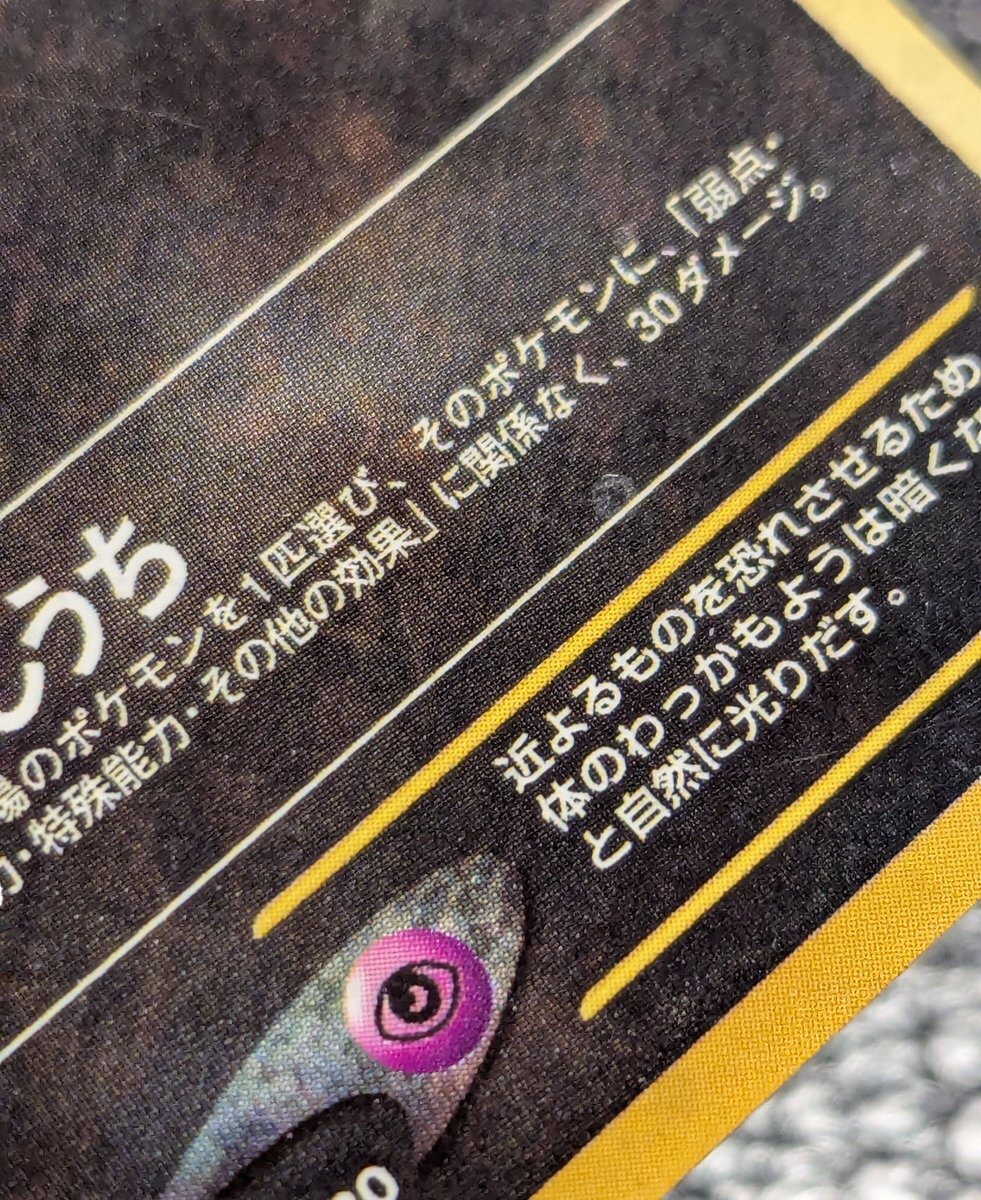 うち
場のポケモンを1匹選び、そのポケモンに、「弱点・
力・特殊能力・その他の効果」に関係なく、30ダメージ。
近よるものを恐れさせるため
体のわっかもようは暗くな
と自然に光りだす。